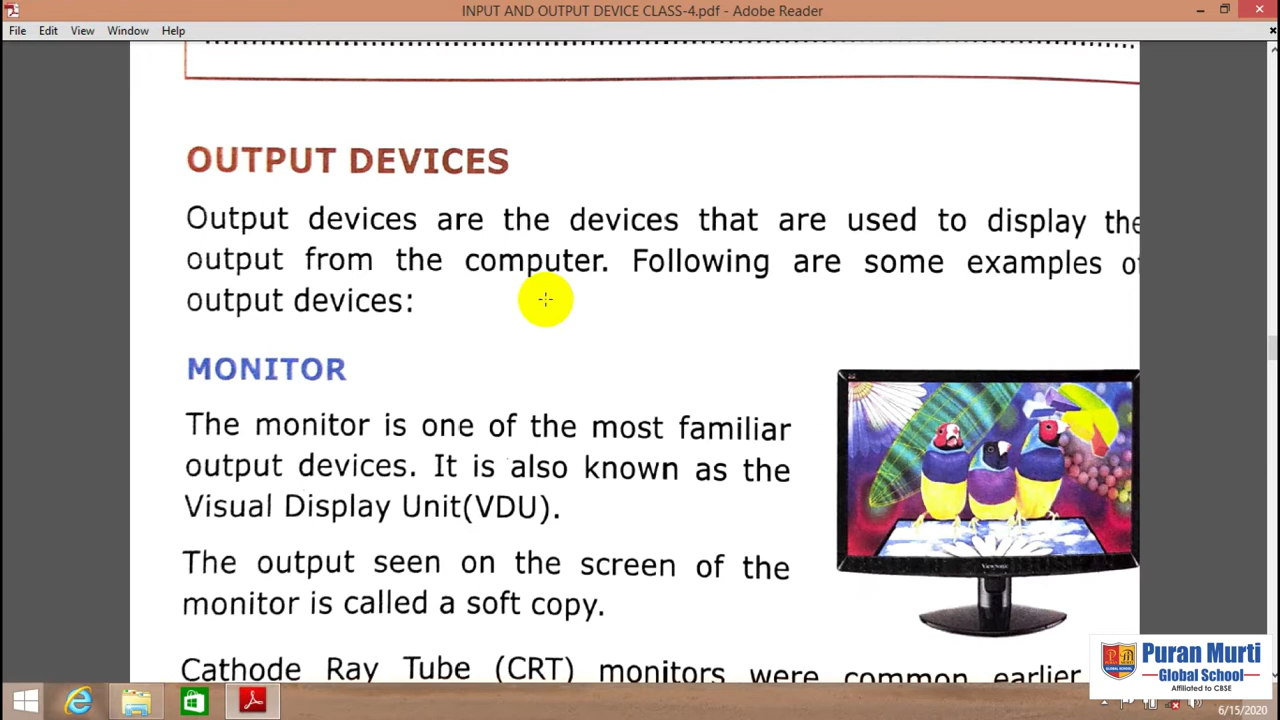 INPUT AND OUTPUT DEVICE CLASS-4.pdf - Adobe Reader
File Edit View Window Help
OUTPUT DEVICES
Output devices are the devices that are used to display the
output from the computer. Following are some examples of
output devices:
MONITOR
The monitor is one of the most familiar
output devices. It is also known as the
Visual Display Unit(VDU).
The output seen on the screen of the
monitor is called a soft copy.
ViewSonic
Cathode Ray Tube (CRT) monitors were common earlier
Puran Murti
Global School
Affiliated to CBSE
6/15/2020